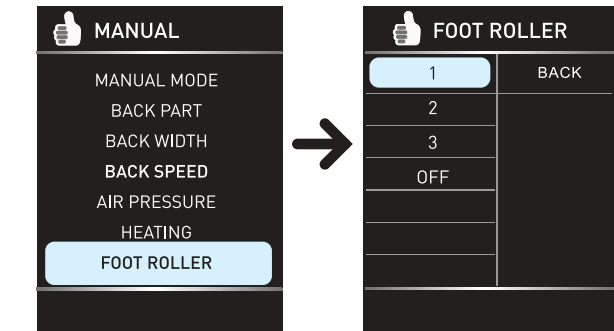 MANUAL
MANUAL MODE
BACK PART
BACK WIDTH
BACK SPEED
AIR PRESSURE
HEATING
FOOT ROLLER
FOOT ROLLER
1 BACK
2
3
OFF